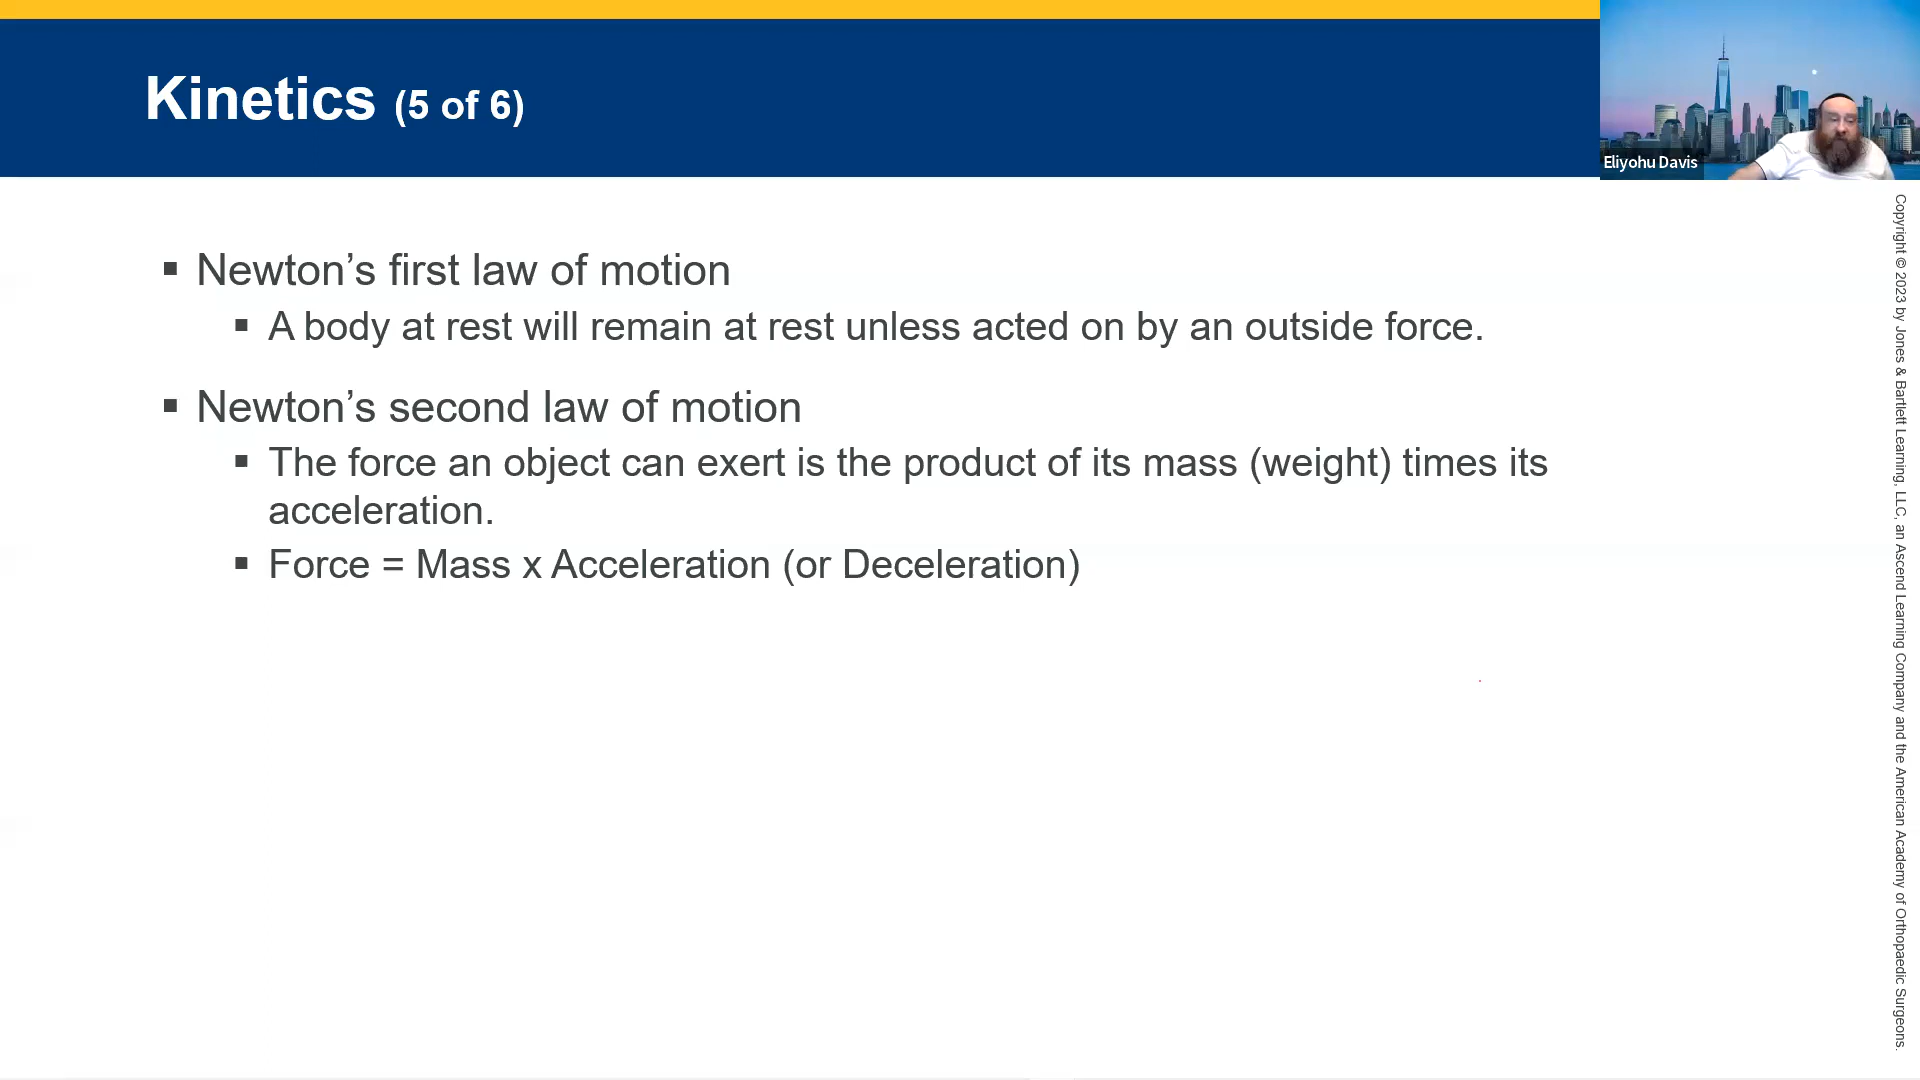 Kinetics (5 of 6)
Eliyohu Davis
▪ Newton’s first law of motion
▪ A body at rest will remain at rest unless acted on by an outside force.
▪ Newton’s second law of motion
▪ The force an object can exert is the product of its mass (weight) times its
acceleration.
▪ Force = Mass x Acceleration (or Deceleration)
Copyright © 2023 by Jones & Bartlett Learning, LLC, an Ascend Learning Company and the American Academy of Orthopaedic Surgeons.